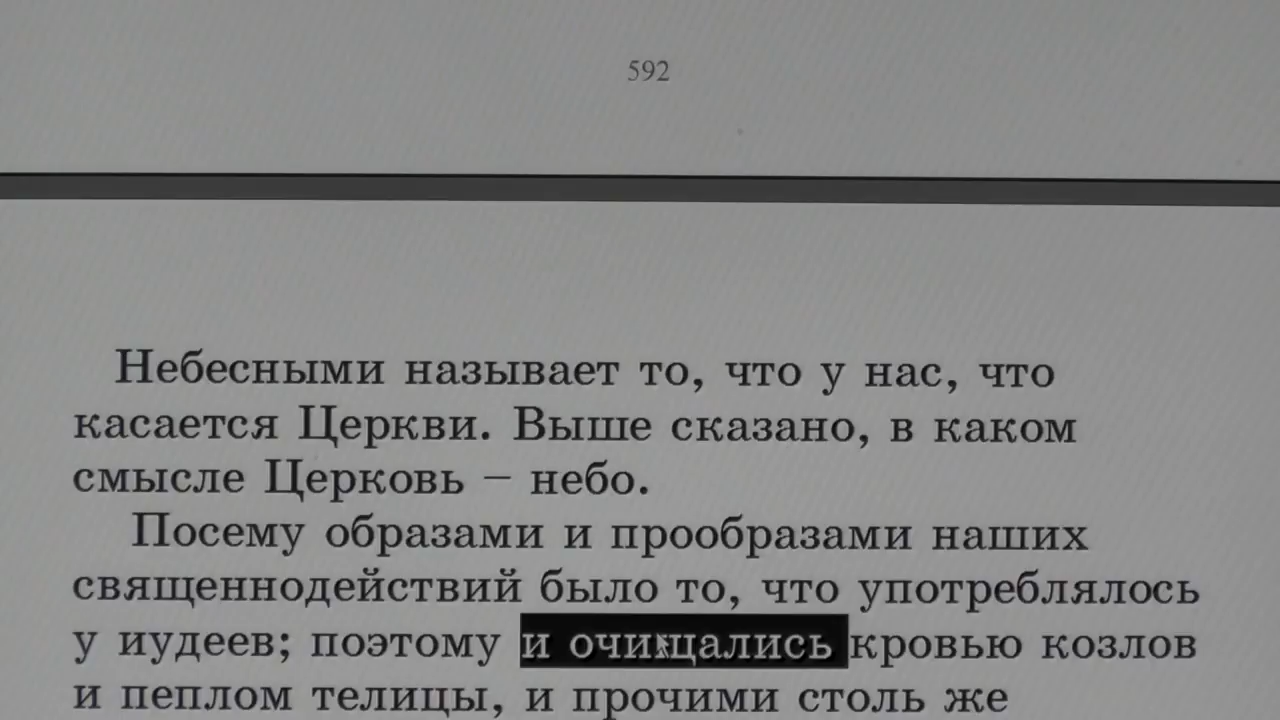 592
Небесными называет то, что у нас, что
касается Церкви. Выше сказано, в каком
смысле Церковь – небо.
Посему образами и прообразами наших
священнодействий было то, что употреблялось
у иудеев; поэтому и очищались кровью козлов
и пеплом телицы, и прочими столь же